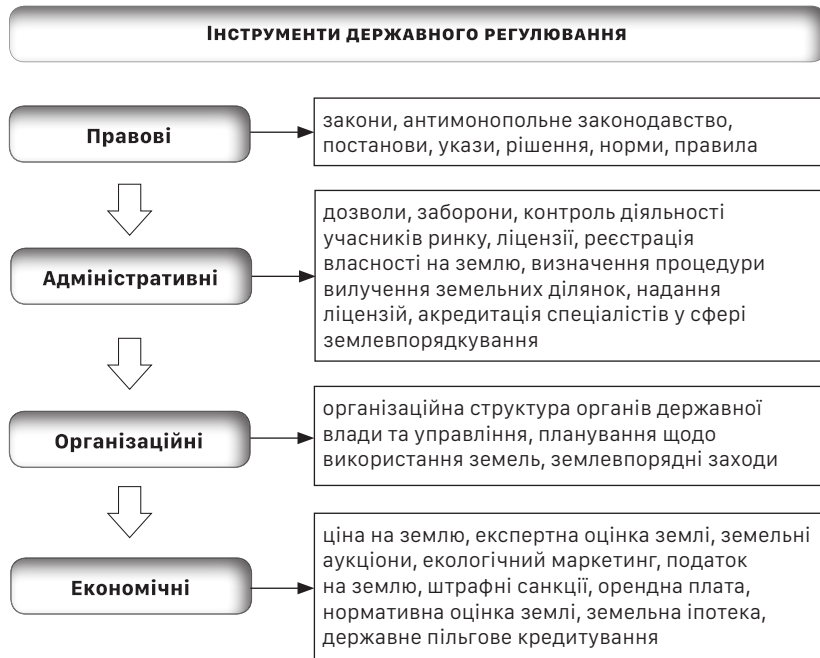 ІНСТРУМЕНТИ ДЕРЖАВНОГО РЕГУЛЮВАННЯ
Правові
закони, антимонопольне законодавство,
постанови, укази, рішення, норми, правила
Адміністративні
дозволи, заборони, контроль діяльності
учасників ринку, ліцензії, реєстрація
власності на землю, визначення процедури
вилучення земельних ділянок, надання
ліцензій, акредитація спеціалістів у сфері
землевпорядкування
Організаційні
організаційна структура органів державної
влади та управління, планування щодо
використання земель, землевпорядні заходи
Економічні
ціна на землю, експертна оцінка землі, земельні
аукціони, екологічний маркетинг, податок
на землю, штрафні санкції, орендна плата,
нормативна оцінка землі, земельна іпотека,
державне пільгове кредитування